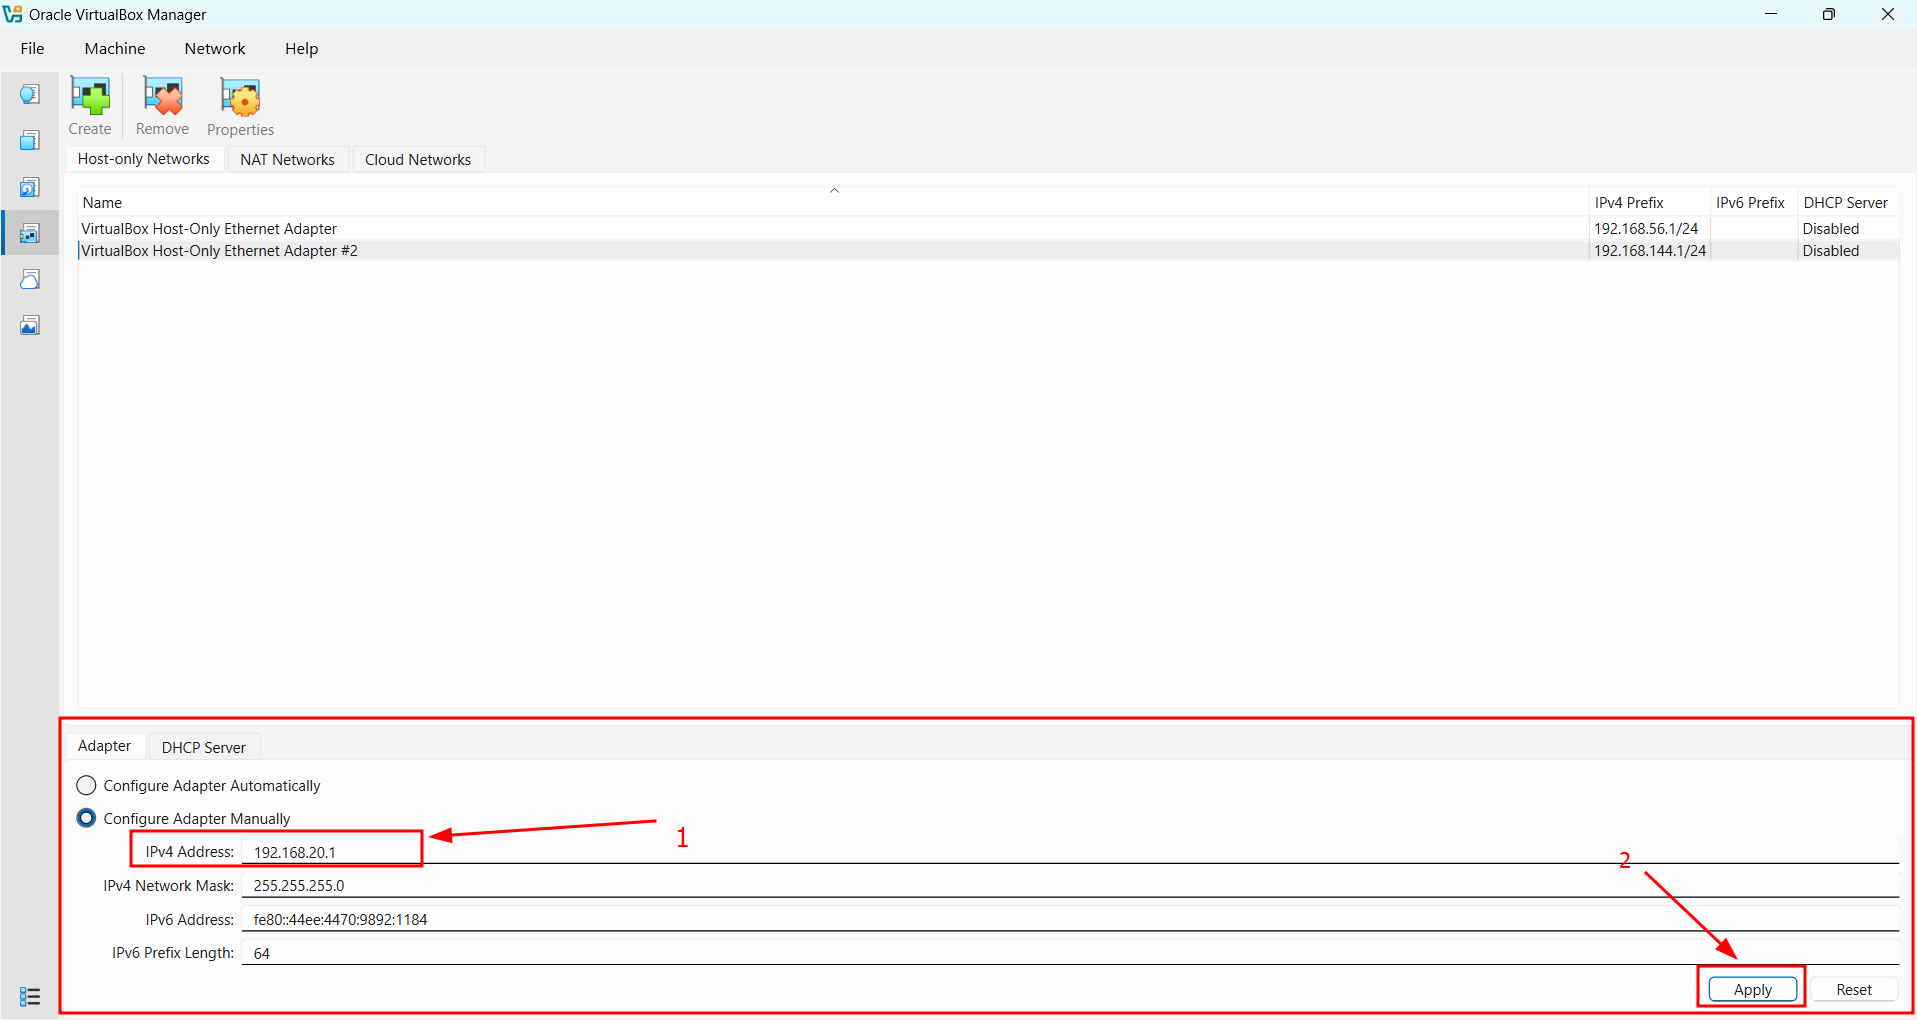 Oracle VirtualBox Manager
File Machine Network Help
Create Remove Properties
Host-only Networks NAT Networks Cloud Networks
Name IPv4 Prefix IPv6 Prefix DHCP Server
VirtualBox Host-Only Ethernet Adapter 192.168.56.1/24 Disabled
VirtualBox Host-Only Ethernet Adapter #2 192.168.144.1/24 Disabled
Adapter DHCP Server
Configure Adapter Automatically
Configure Adapter Manually
1
IPv4 Address: 192.168.20.1
2
IPv4 Network Mask: 255.255.255.0
IPv6 Address: fe80::44ee:4470:9892:1184
IPv6 Prefix Length: 64
Apply Reset